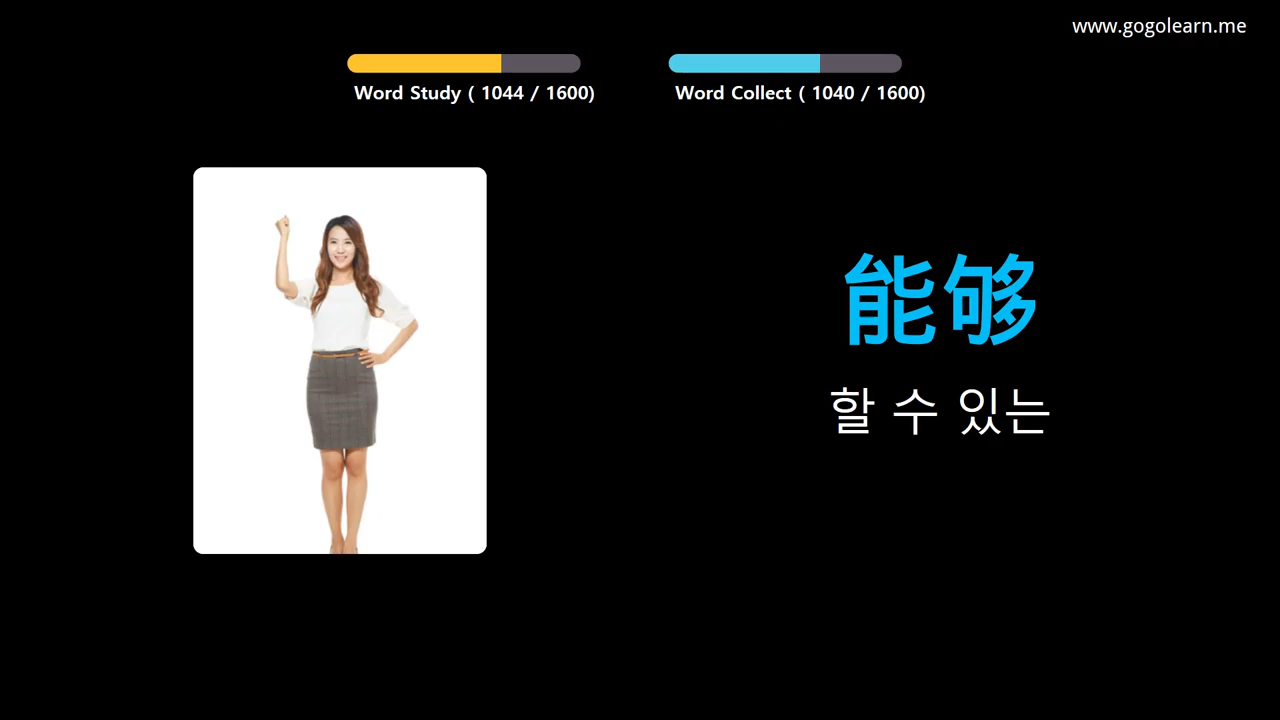 www.gogolearn.me
Word Study ( 1044 / 1600)
Word Collect ( 1040 / 1600)
能够
할 수 있는